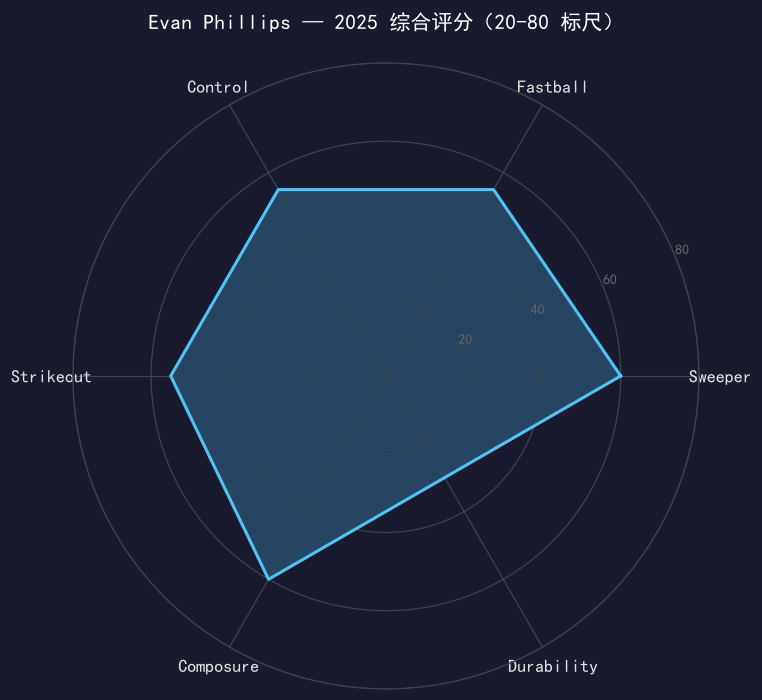 Evan Phillips — 2025 综合评分（20-80 标尺）
Control
Fastball
80
60
40
20
Strikeout
Sweeper
Composure
Durability